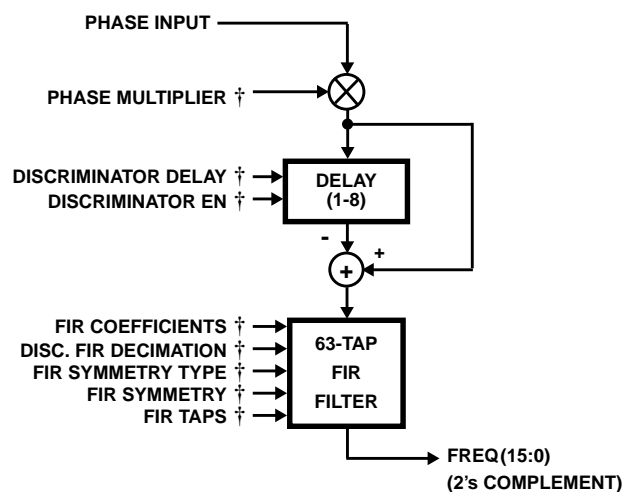 PHASE INPUT
PHASE MULTIPLIER †
DISCRIMINATOR DELAY †
DISCRIMINATOR EN †
DELAY
(1-8)
-
+
+
FIR COEFFICIENTS †
DISC. FIR DECIMATION †
FIR SYMMETRY TYPE †
FIR SYMMETRY †
FIR TAPS †
63-TAP
FIR
FILTER
FREQ(15:0)
(2's COMPLEMENT)